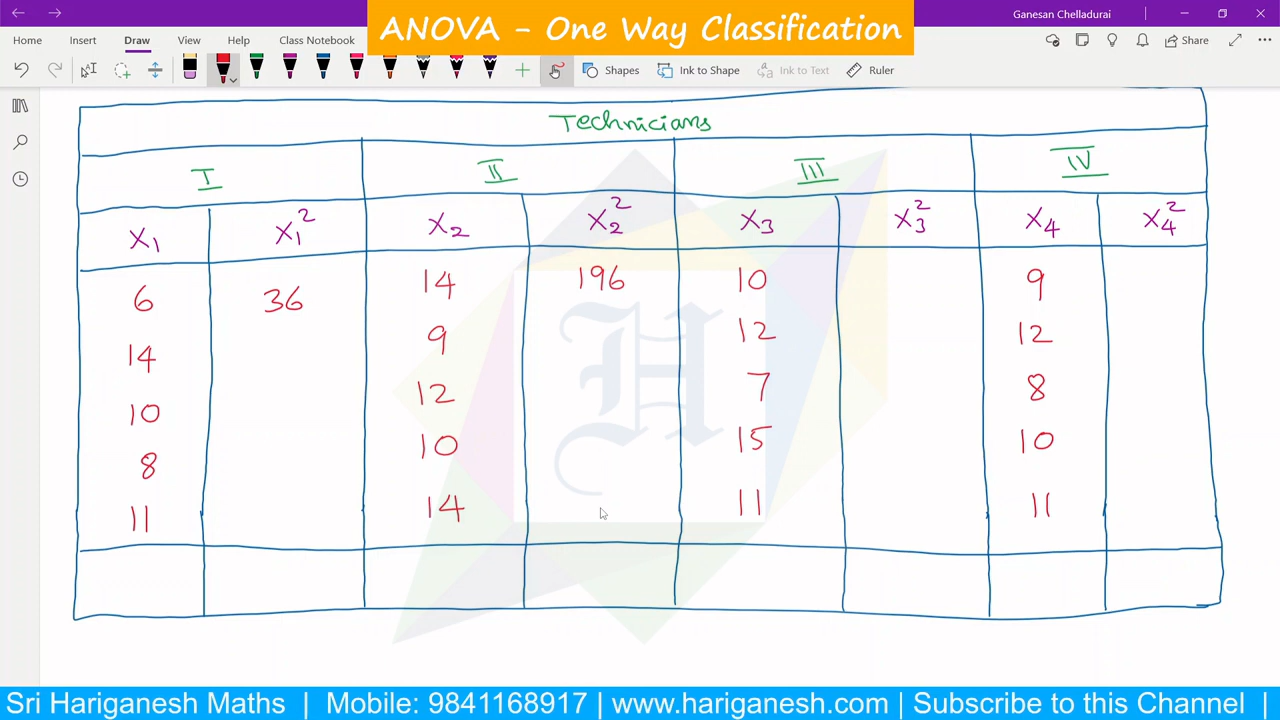 ANOVA - One Way Classification
Ganesan Chelladurai
Home Insert Draw View Help Class Notebook Share
Shapes Ink to Shape Ink to Text Ruler
Technicians
I II III IV
X₁ X₁² X₂ X₂² X₃ X₃² X₄ X₄²
6 36 14 196 10 9
14 9 12 12
10 12 7 8
8 10 15 10
11 14 11 11
H
Sri Hariganesh Maths | Mobile: 9841168917 | www.hariganesh.com | Subscribe to this Channel |